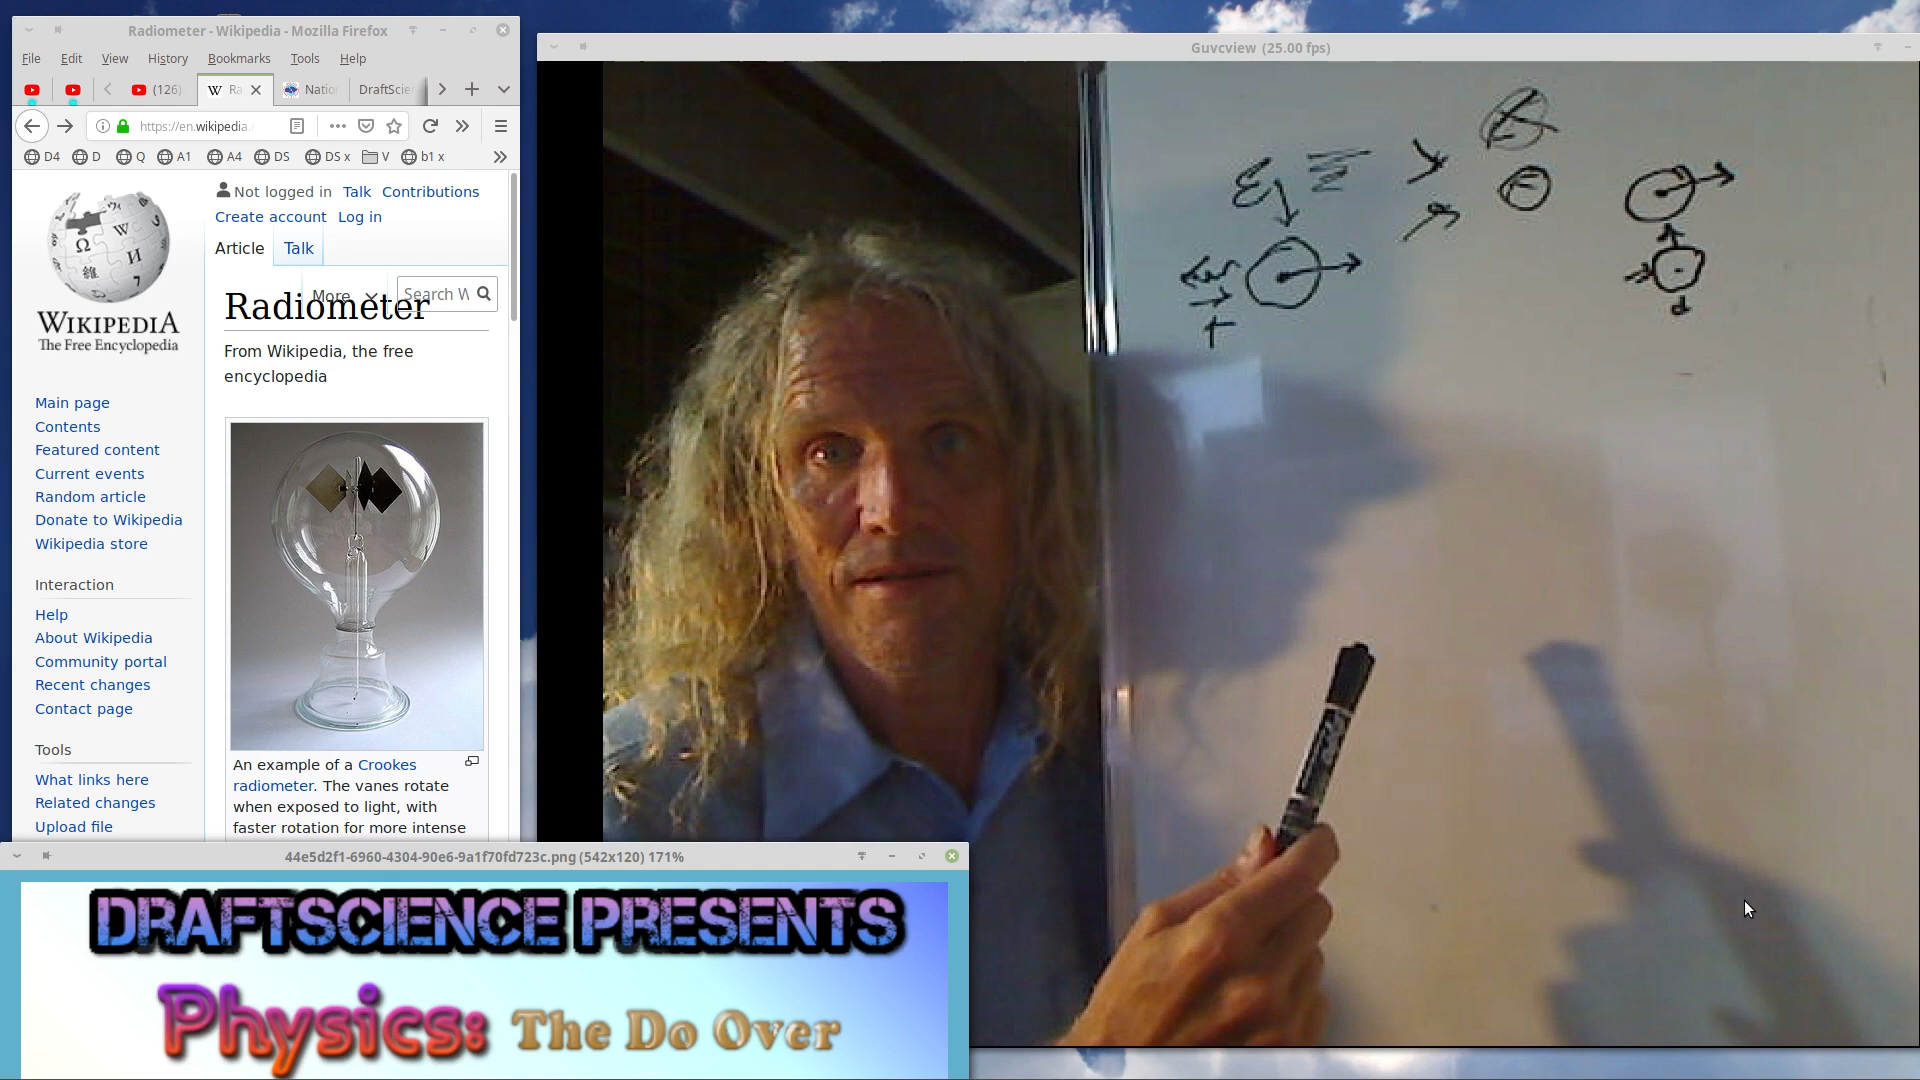 Radiometer - Wikipedia - Mozilla Firefox
File Edit View History Bookmarks Tools Help
(126) Ra Natio DraftScie
https://en.wikipedia.
D4 D Q A1 A4 DS DS x V b1 x
Not logged in Talk Contributions
Create account Log in
Article Talk
More Search W
WIKIPEDIA
The Free Encyclopedia
Main page
Contents
Featured content
Current events
Random article
Donate to Wikipedia
Wikipedia store
Interaction
Help
About Wikipedia
Community portal
Recent changes
Contact page
Tools
What links here
Related changes
Upload file
Radiometer
From Wikipedia, the free
encyclopedia
An example of a Crookes
radiometer. The vanes rotate
when exposed to light, with
faster rotation for more intense
Guvcview (25.00 fps)
44e5d2f1-6960-4304-90e6-9a1f70fd723c.png (542x120) 171%
DRAFTSCIENCE PRESENTS
Physics: The Do Over